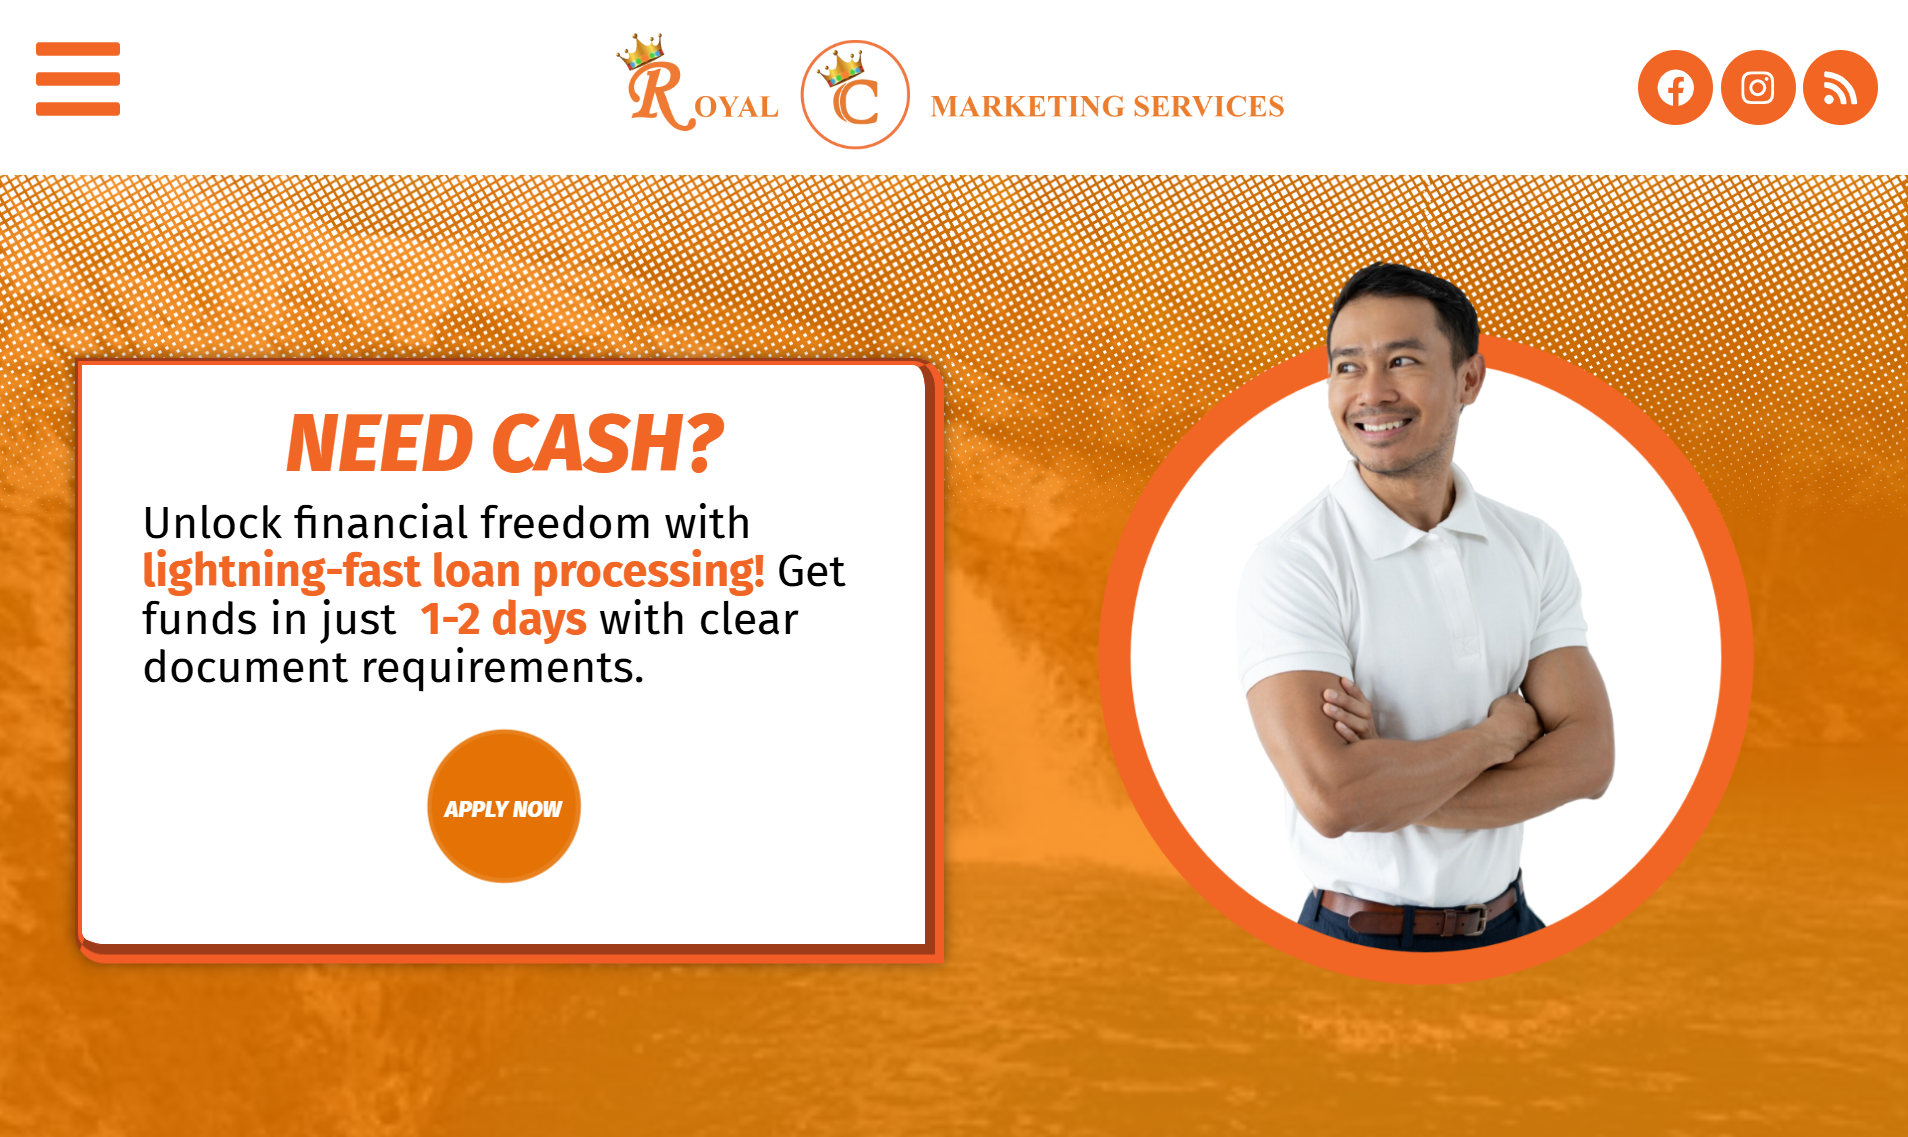 ROYAL C MARKETING SERVICES
NEED CASH?
Unlock financial freedom with
lightning-fast loan processing! Get
funds in just 1-2 days with clear
document requirements.
APPLY NOW